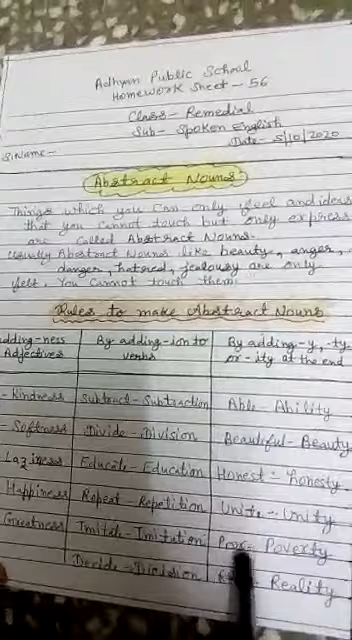 Adhyan Public School
Homework Sheet - 56
Class - Remedial
Sub - Spoken English
Date - 5/10/2020
Abstract Nouns:
Things which you can only feel and ideas
that you cannot touch but only express
are called Abstract Nouns.
Usually Abstract Nouns like beauty, anger,
danger, hatred, jealousy are only
felt. You cannot touch them.
Rules to make Abstract Nouns
adding -ness | By adding -ion to | By adding -y, -ty
Adjectives | verbs | or -ity at the end
- Kindness | Subtract - Subtraction | Able - Ability
- Softness | Divide - Division | Beautiful - Beauty
Laziness | Educate - Education | Honest - Honesty
Happiness | Repeat - Repetition | Unite - Unity
Greatness | Imitate - Imitation | Poor - Poverty
Decide - | Reality